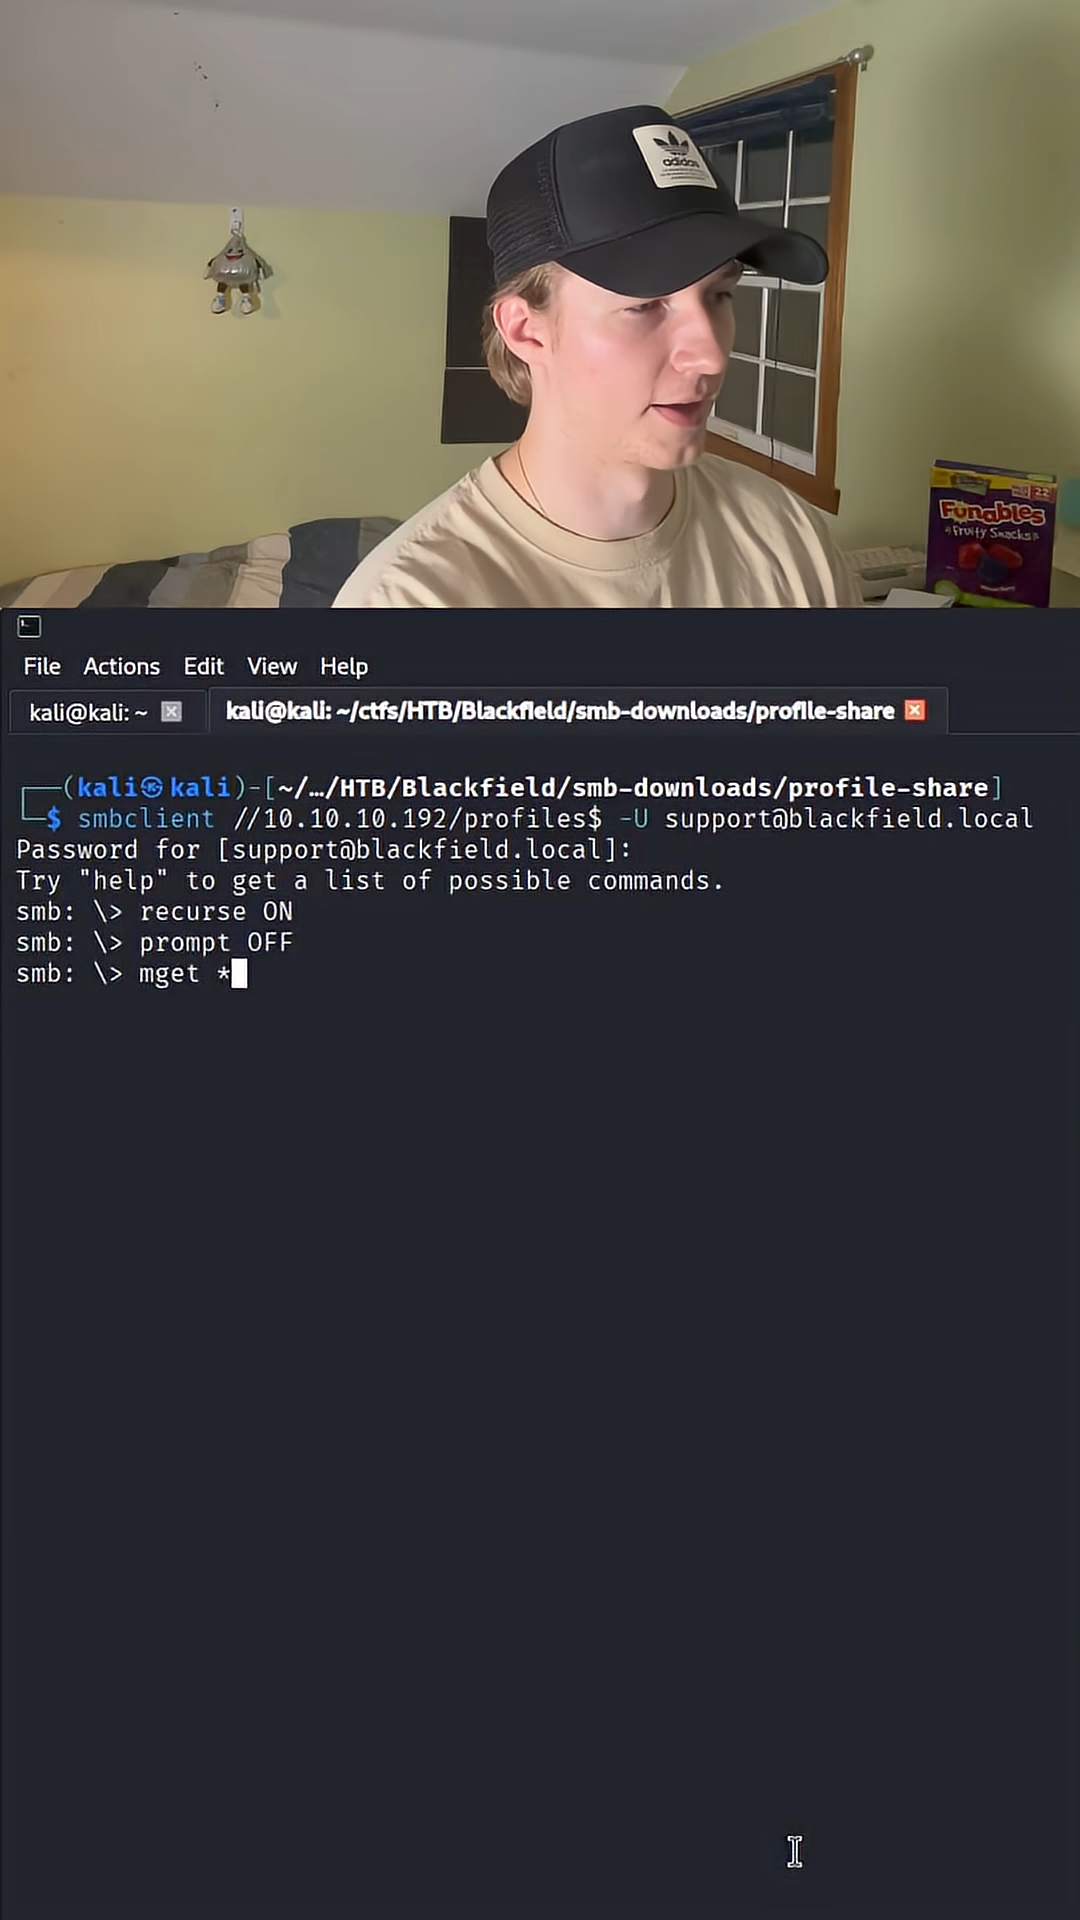 adidas
22
Funables
Fruity Snacks
File Actions Edit View Help
kali@kali: ~
kali@kali: ~/ctfs/HTB/Blackfield/smb-downloads/profile-share
┌──(kali㉿kali)-[~/…/HTB/Blackfield/smb-downloads/profile-share]
└─$ smbclient //10.10.10.192/profiles$ -U support@blackfield.local
Password for [support@blackfield.local]:
Try "help" to get a list of possible commands.
smb: \> recurse ON
smb: \> prompt OFF
smb: \> mget *